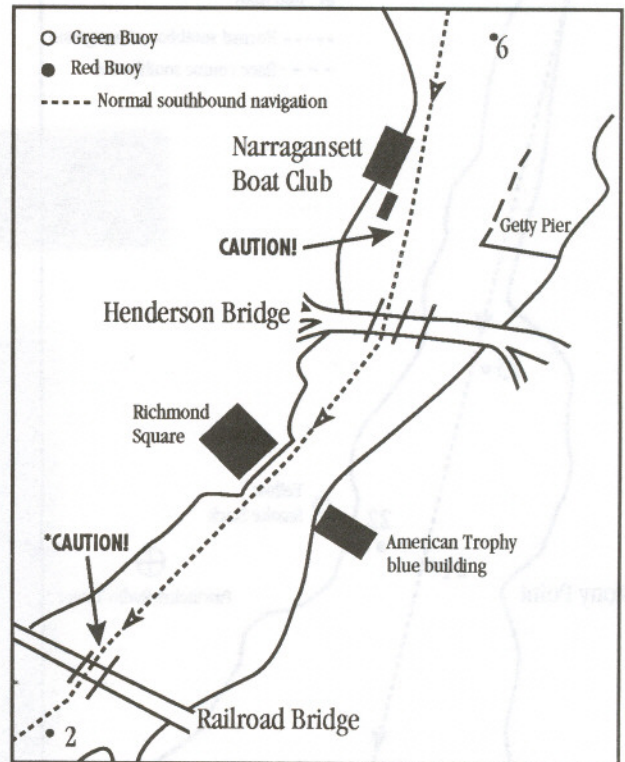 Green Buoy
Red Buoy
Normal southbound navigation
6
Narragansett
Boat Club
Getty Pier
CAUTION!
Henderson Bridge
Richmond
Square
*CAUTION!
American Trophy
blue building
Railroad Bridge
2